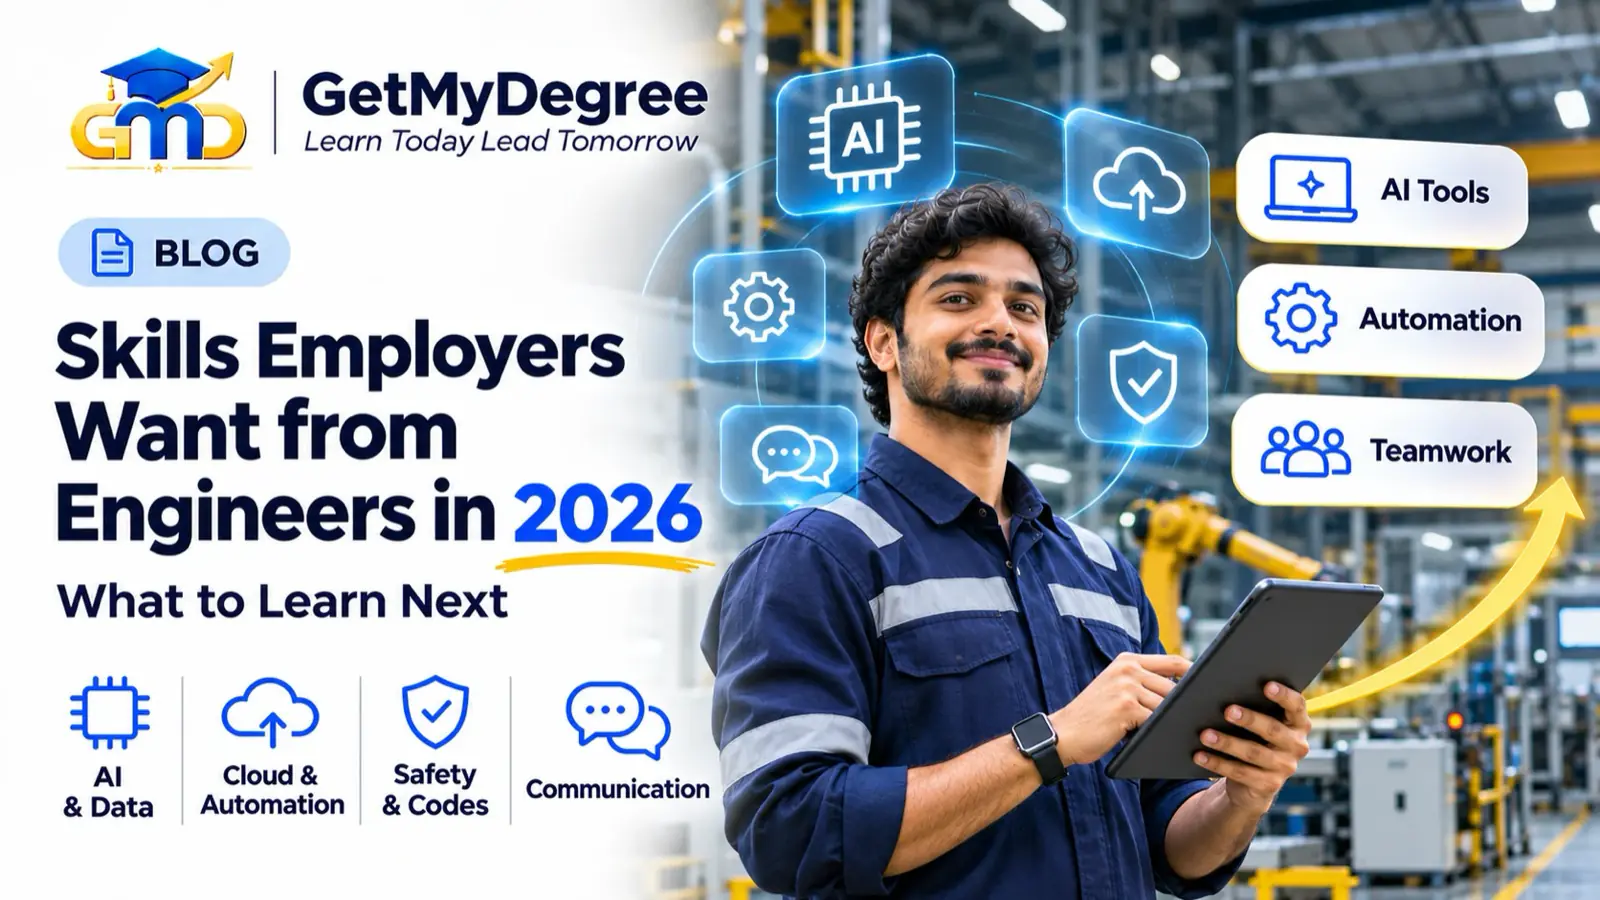 GMD
GetMyDegree
Learn Today Lead Tomorrow
BLOG
Skills Employers
Want from
Engineers in 2026
What to Learn Next
AI
& Data
Cloud &
Automation
Safety
& Codes
Communication
AI
AI Tools
Automation
Teamwork